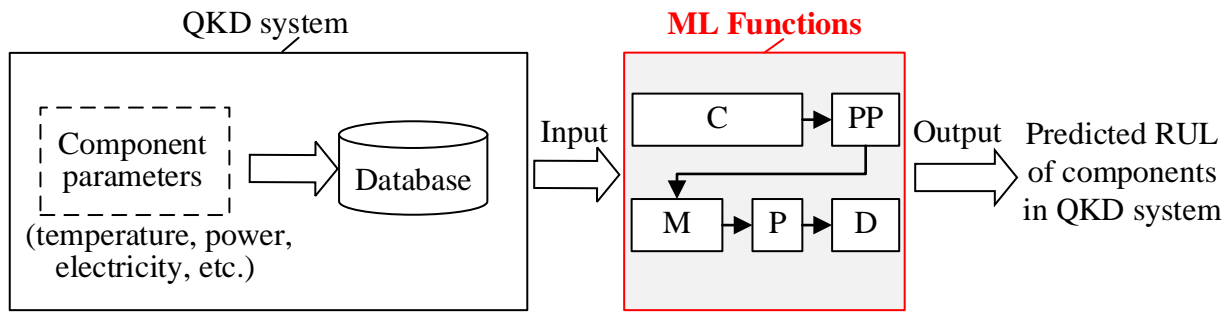 QKD system
Component
parameters
(temperature, power,
electricity, etc.)
Database
Input
ML Functions
C
PP
M
P
D
Output
Predicted RUL
of components
in QKD system